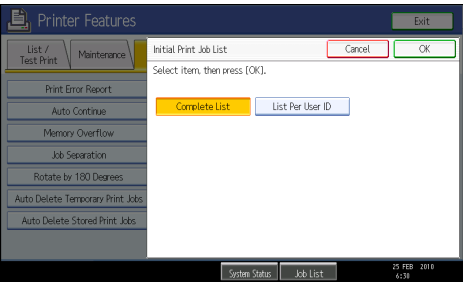 Printer Features
Exit
List / Test Print
Maintenance
Initial Print Job List
Cancel
OK
Select item, then press [OK].
Complete List
List Per User ID
Print Error Report
Auto Continue
Memory Overflow
Job Separation
Rotate by 180 Degrees
Auto Delete Temporary Print Jobs
Auto Delete Stored Print Jobs
System Status
Job List
25 FEB 2010
6:30